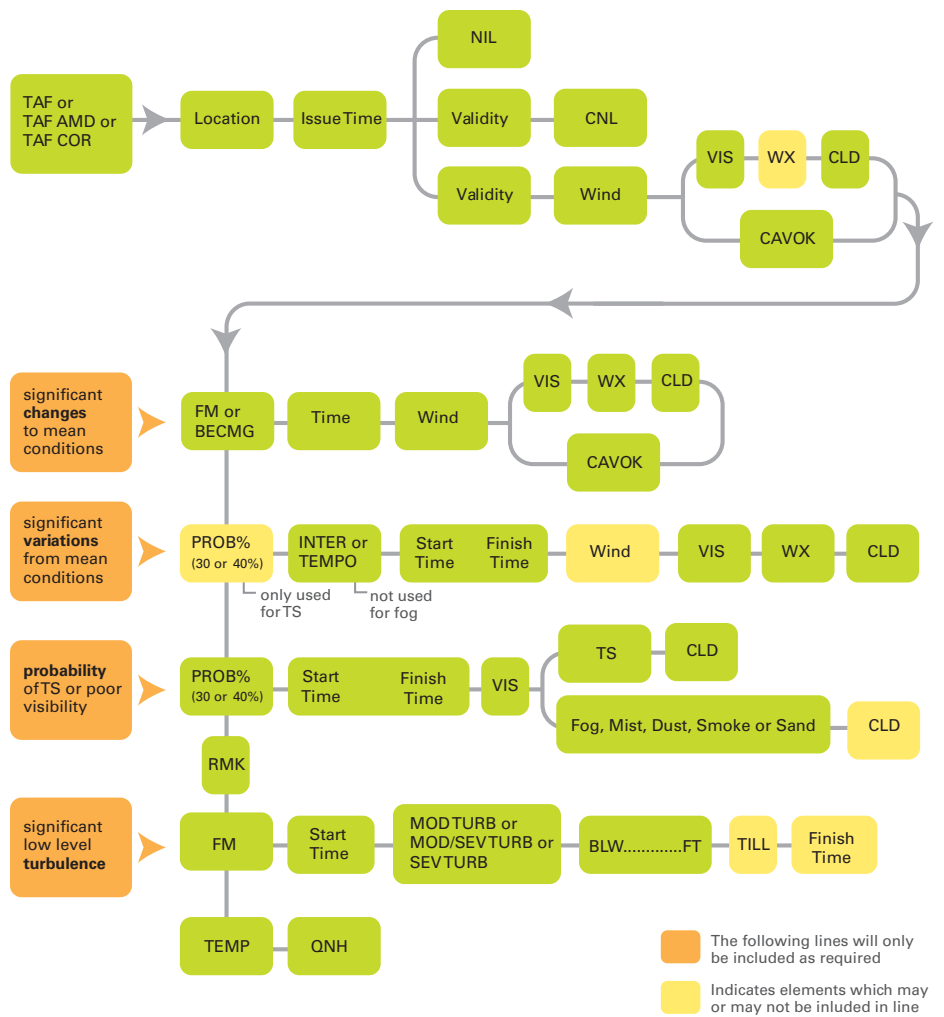 NIL
TAF or
TAF AMD or
TAF COR
Location
Issue Time
Validity
CNL
Validity
Wind
VIS
WX
CLD
CAVOK
significant
changes
to mean
conditions
FM or
BECMG
Time
Wind
VIS
WX
CLD
CAVOK
significant
variations
from mean
conditions
PROB%
(30 or 40%)
INTER or
TEMPO
Start
Time
Finish
Time
Wind
VIS
WX
CLD
only used
for TS
not used
for fog
probability
of TS or poor
visibility
PROB%
(30 or 40%)
Start
Time
Finish
Time
VIS
TS
CLD
Fog, Mist, Dust, Smoke or Sand
CLD
RMK
significant
low level
turbulence
FM
Start
Time
MOD TURB or
MOD/SEV TURB or
SEV TURB
BLW.............FT
TILL
Finish
Time
TEMP
QNH
The following lines will only
be included as required
Indicates elements which may
or may not be inluded in line